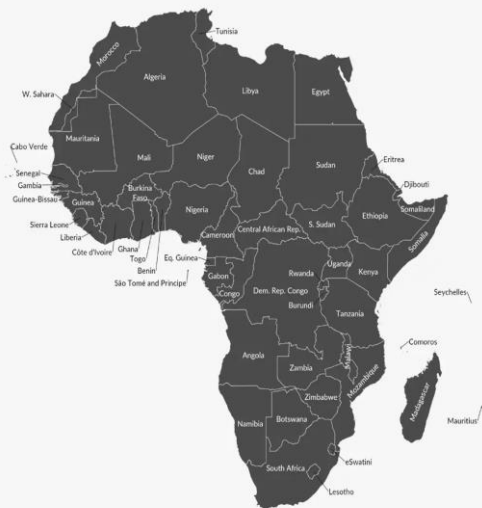 Tunisia
Morocco
Algeria
Libya
Egypt
W. Sahara
Mauritania
Mali
Niger
Chad
Sudan
Eritrea
Cabo Verde
Senegal
Gambia
Guinea-Bissau
Guinea
Burkina
Faso
Nigeria
Djibouti
Somaliland
Ethiopia
Somalia
Sierra Leone
Liberia
Côte d'Ivoire
Ghana
Togo
Benin
São Tomé and Principe
Cameroon
Central African Rep.
S. Sudan
Eq. Guinea
Gabon
Congo
Dem. Rep. Congo
Uganda
Kenya
Rwanda
Burundi
Tanzania
Seychelles
Comoros
Angola
Zambia
Malawi
Mozambique
Madagascar
Mauritius
Zimbabwe
Namibia
Botswana
South Africa
eSwatini
Lesotho